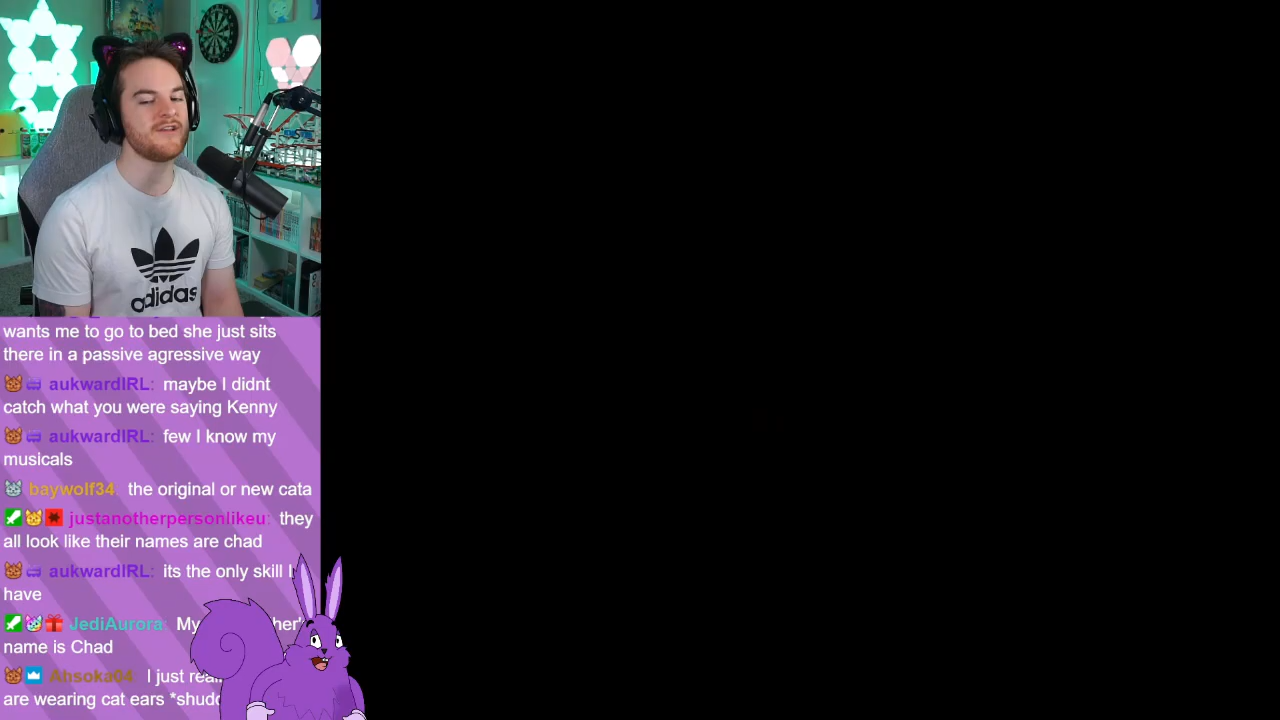 adidas
wants me to go to bed she just sits
there in a passive agressive way
aukwardIRL: maybe I didnt
catch what you were saying Kenny
aukwardIRL: few I know my
musicals
baywolf34 the original or new cata
justanotherpersonlikeu: they
all look like their names are chad
aukwardIRL: its the only skill I
have
JediAurora: My
name is Chad
Ahsoka04 I just
are wearing cat ears